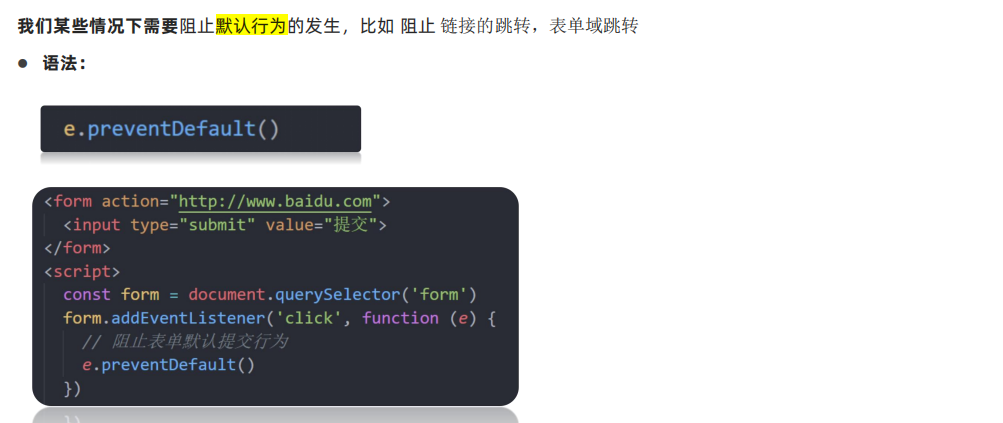 我们某些情况下需要阻止默认行为的发生，比如 阻止 链接的跳转，表单域跳转
● 语法：
e.preventDefault()
<form action="http://www.baidu.com">
<input type="submit" value="提交">
</form>
<script>
const form = document.querySelector('form')
form.addEventListener('click', function (e) {
// 阻止表单默认提交行为
e.preventDefault()
})